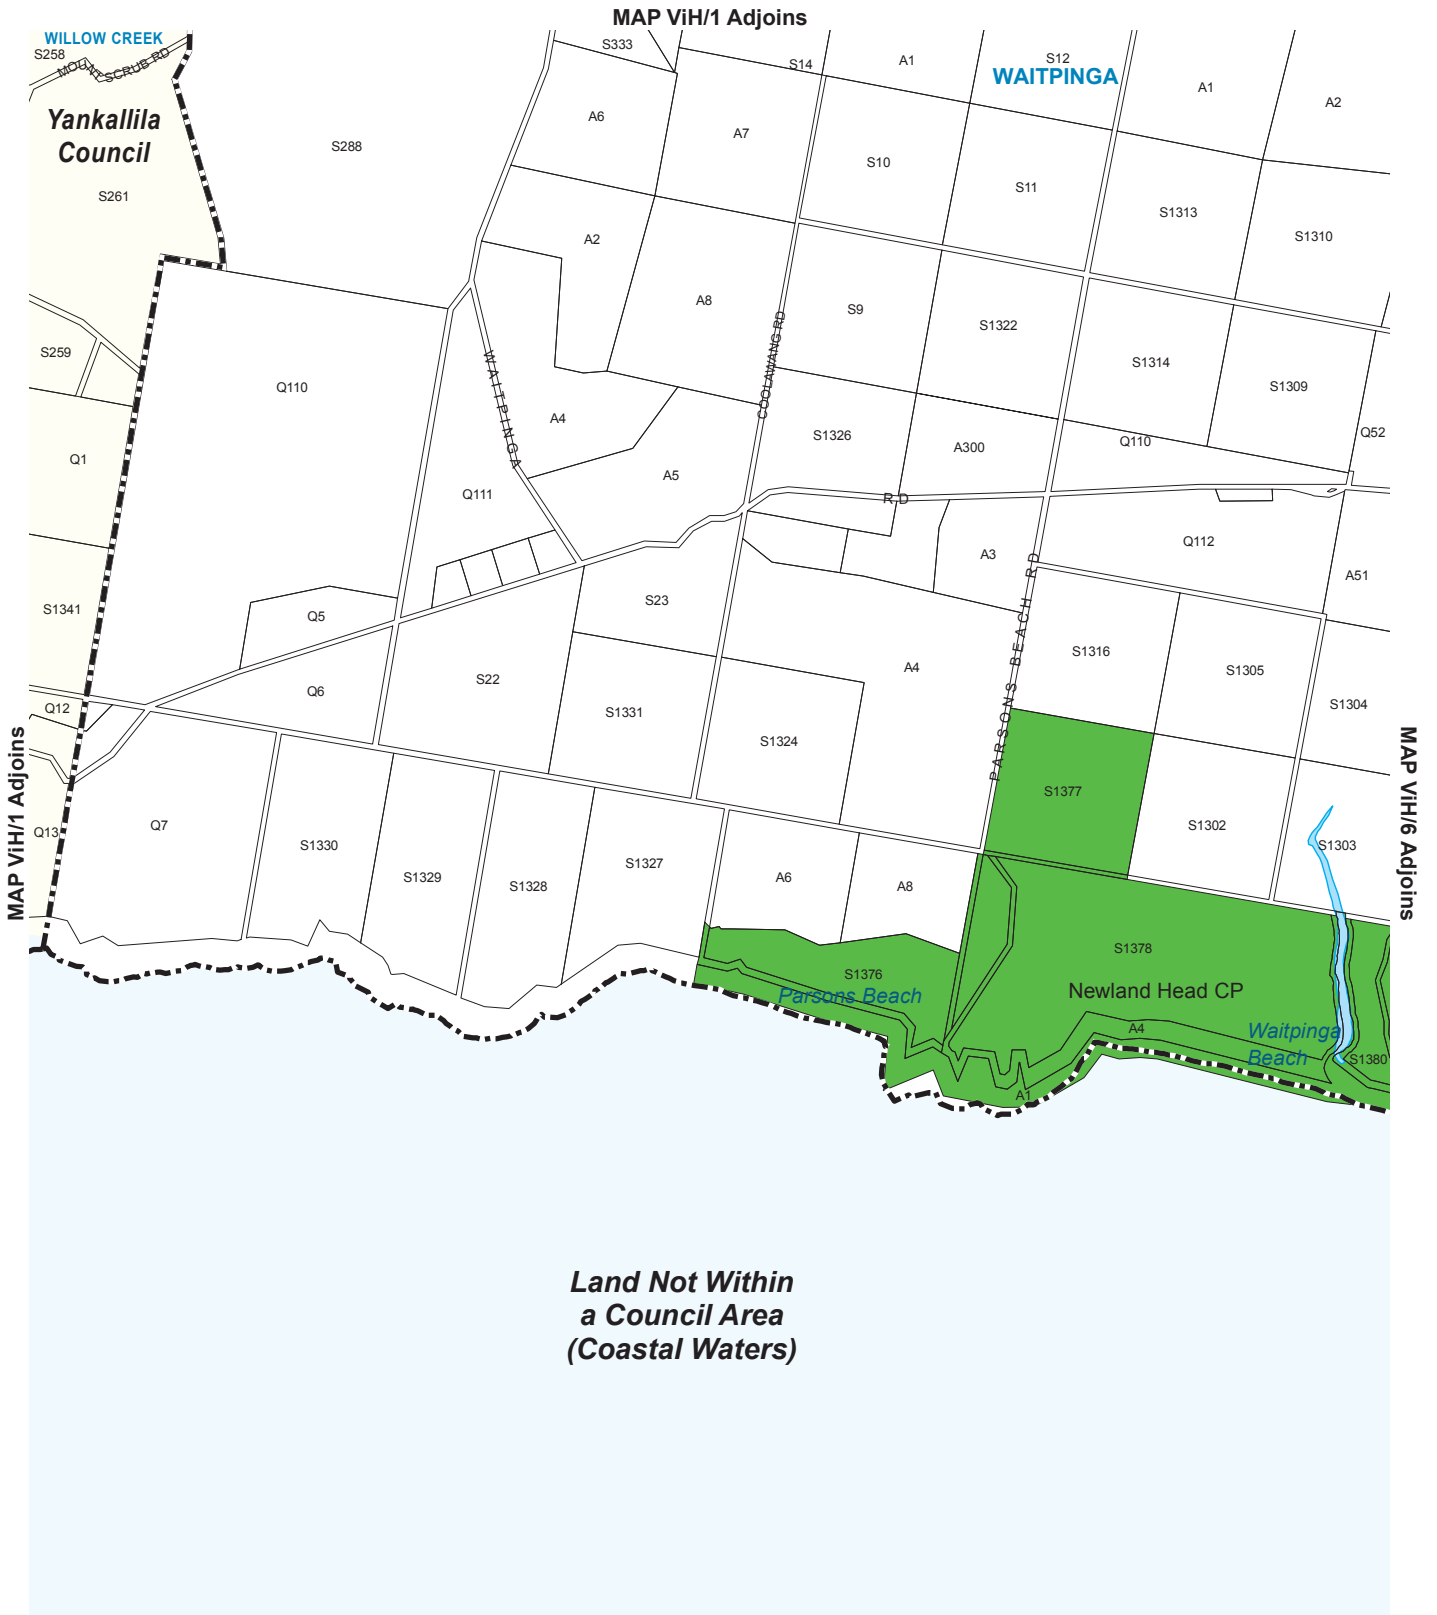 MAP ViH/1 Adjoins
WILLOW CREEK
S258
MOUNT SCRUB RD
S333
S14
A1
S12
WAITPINGA
A1
A2
Yankallila
Council
S261
S288
A6
A7
S10
S11
S1313
S1310
A2
A8
S9
S1322
S1314
S1309
S259
Q110
WAITPINGA
COOLAWANG RD
A4
S1326
A300
Q110
Q52
Q1
Q111
A5
RD
A3
Q112
A51
S1341
Q5
S23
PARSONS BEACH RD
A4
S1316
S1305
S1304
Q6
S22
S1331
S1324
Q12
MAP ViH/1 Adjoins
MAP ViH/6 Adjoins
Q13
Q7
S1330
S1329
S1328
S1327
A6
A8
S1377
S1302
S1303
S1376
Parsons Beach
S1378
Newland Head CP
A4
Waitpinga
Beach
S1380
A1
Land Not Within
a Council Area
(Coastal Waters)